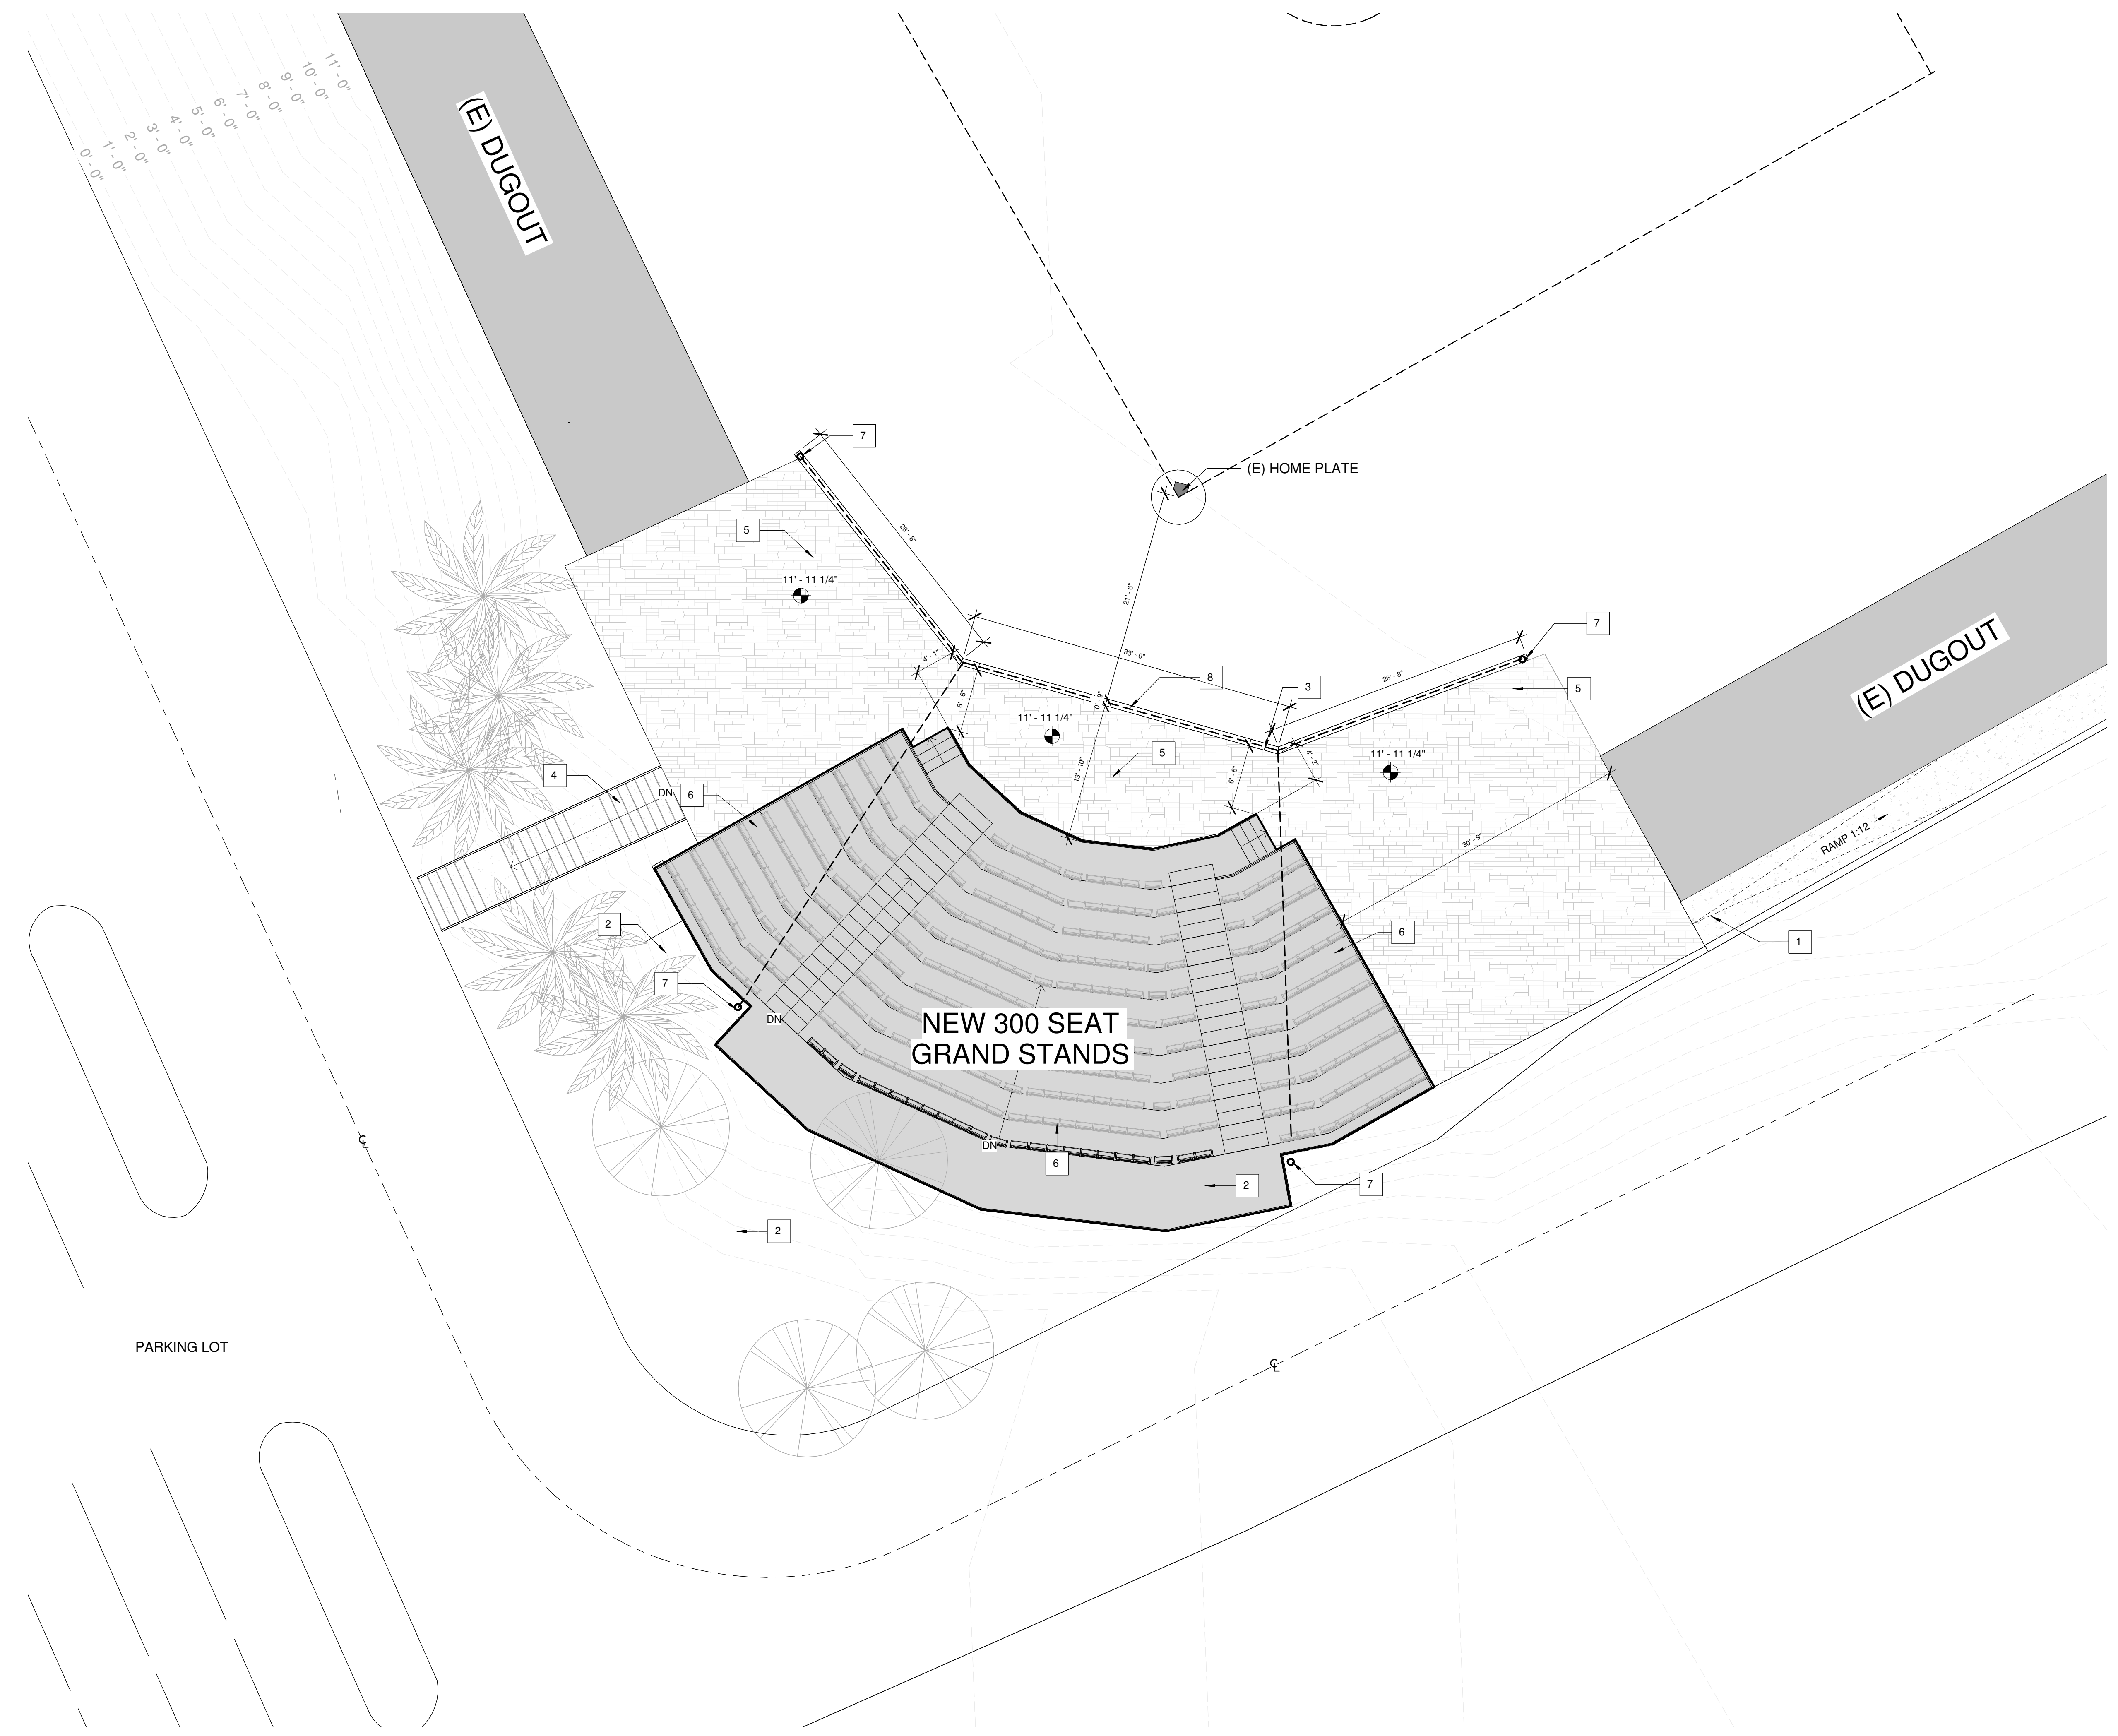 11' - 0"
10' - 0"
9' - 0"
8' - 0"
7' - 0"
6' - 0"
5' - 0"
4' - 0"
3' - 0"
2' - 0"
1' - 0"
0' - 0"
(E) DUGOUT
7
(E) HOME PLATE
5
26' - 8"
11' - 11 1/4"
21' - 6"
7
(E) DUGOUT
4' - 1"
33' - 0"
8
3
26' - 8"
5
6' - 6"
0' - 9"
11' - 11 1/4"
5
11' - 11 1/4"
4' - 2"
13' - 10"
6' - 6"
4
DN
6
RAMP 1:12
30' - 9"
2
6
1
7
DN
NEW 300 SEAT
GRAND STANDS
DN
6
2
7
2
CL
PARKING LOT
CL